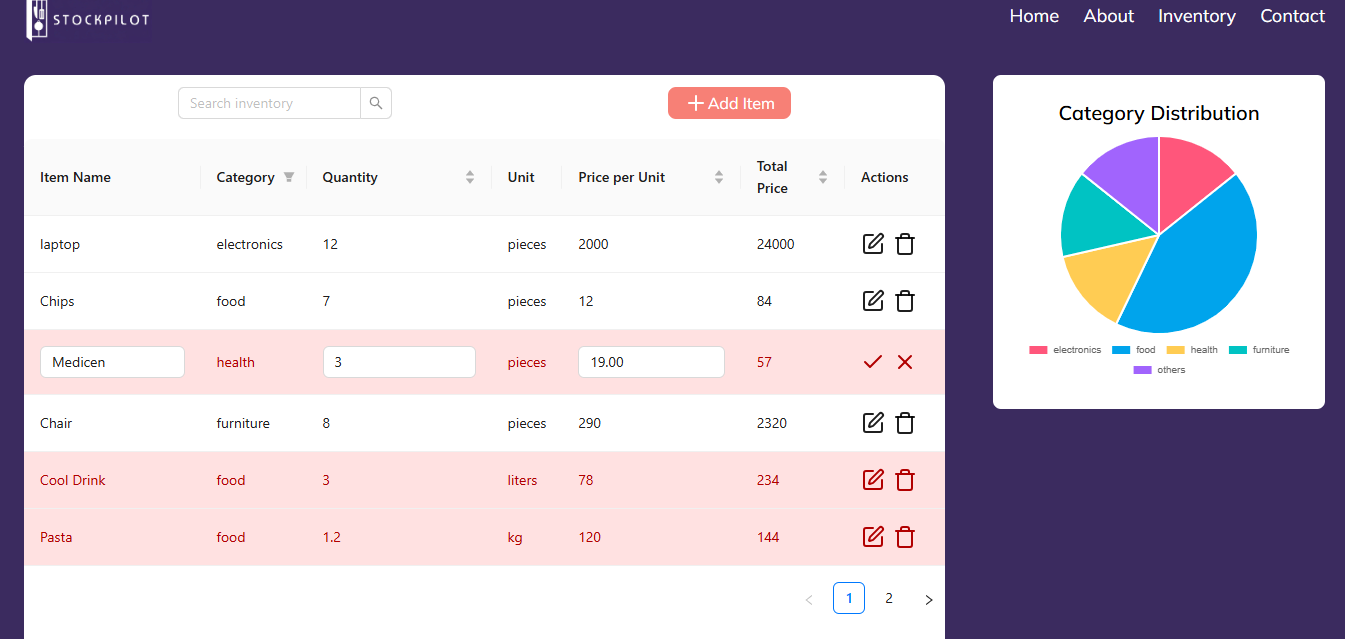 STOCKPILOT
Home About Inventory Contact
Search inventory
Add Item
Item Name Category Quantity Unit Price per Unit Total Price Actions
laptop electronics 12 pieces 2000 24000
Chips food 7 pieces 12 84
Medicen health 3 pieces 19.00 57
Chair furniture 8 pieces 290 2320
Cool Drink food 3 liters 78 234
Pasta food 1.2 kg 120 144
1 2
Category Distribution
electronics food health furniture
others